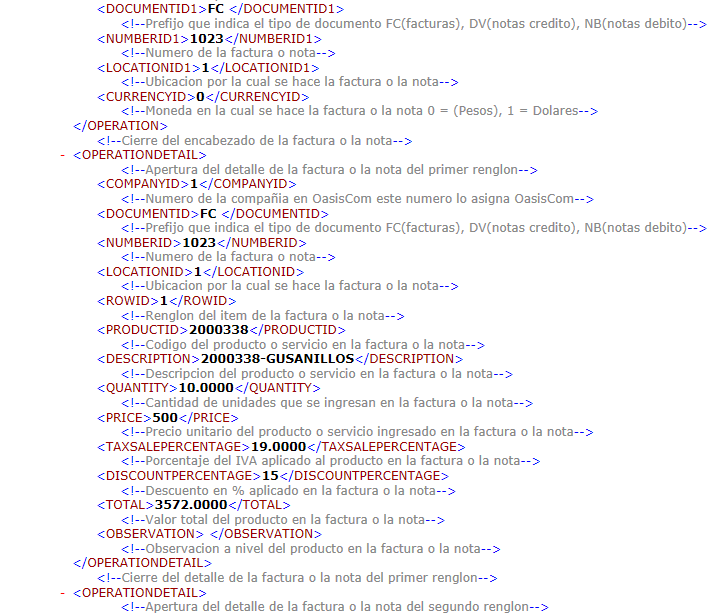 <DOCUMENTID1>FC </DOCUMENTID1>
<!--Prefijo que indica el tipo de documento FC(facturas), DV(notas credito), NB(notas debito)-->
<NUMBERID1>1023</NUMBERID1>
<!--Numero de la factura o nota-->
<LOCATIONID1>1</LOCATIONID1>
<!--Ubicacion por la cual se hace la factura o la nota-->
<CURRENCYID>0</CURRENCYID>
<!--Moneda en la cual se hace la factura o la nota 0 = (Pesos), 1 = Dolares-->
</OPERATION>
<!--Cierre del encabezado de la factura o la nota-->
- <OPERATIONDETAIL>
<!--Apertura del detalle de la factura o la nota del primer renglon-->
<COMPANYID>1</COMPANYID>
<!--Numero de la compañia en OasisCom este numero lo asigna OasisCom-->
<DOCUMENTID>FC </DOCUMENTID>
<!--Prefijo que indica el tipo de documento FC(facturas), DV(notas credito), NB(notas debito)-->
<NUMBERID>1023</NUMBERID>
<!--Numero de la factura o nota-->
<LOCATIONID>1</LOCATIONID>
<!--Ubicacion por la cual se hace la factura o la nota-->
<ROWID>1</ROWID>
<!--Renglon del item de la factura o la nota-->
<PRODUCTID>2000338</PRODUCTID>
<!--Codigo del producto o servicio en la factura o la nota-->
<DESCRIPTION>2000338-GUSANILLOS</DESCRIPTION>
<!--Descripcion del producto o servicio en la factura o la nota-->
<QUANTITY>10.0000</QUANTITY>
<!--Cantidad de unidades que se ingresan en la factura o la nota-->
<PRICE>500</PRICE>
<!--Precio unitario del producto o servicio ingresado en la factura o la nota-->
<TAXSALEPERCENTAGE>19.0000</TAXSALEPERCENTAGE>
<!--Porcentaje del IVA aplicado al producto en la factura o la nota-->
<DISCOUNTPERCENTAGE>15</DISCOUNTPERCENTAGE>
<!--Descuento en % aplicado en la factura o la nota-->
<TOTAL>3572.0000</TOTAL>
<!--Valor total del producto en la factura o la nota-->
<OBSERVATION> </OBSERVATION>
<!--Observacion a nivel del producto en la factura o la nota-->
</OPERATIONDETAIL>
<!--Cierre del detalle de la factura o la nota del primer renglon-->
- <OPERATIONDETAIL>
<!--Apertura del detalle de la factura o la nota del segundo renglon-->